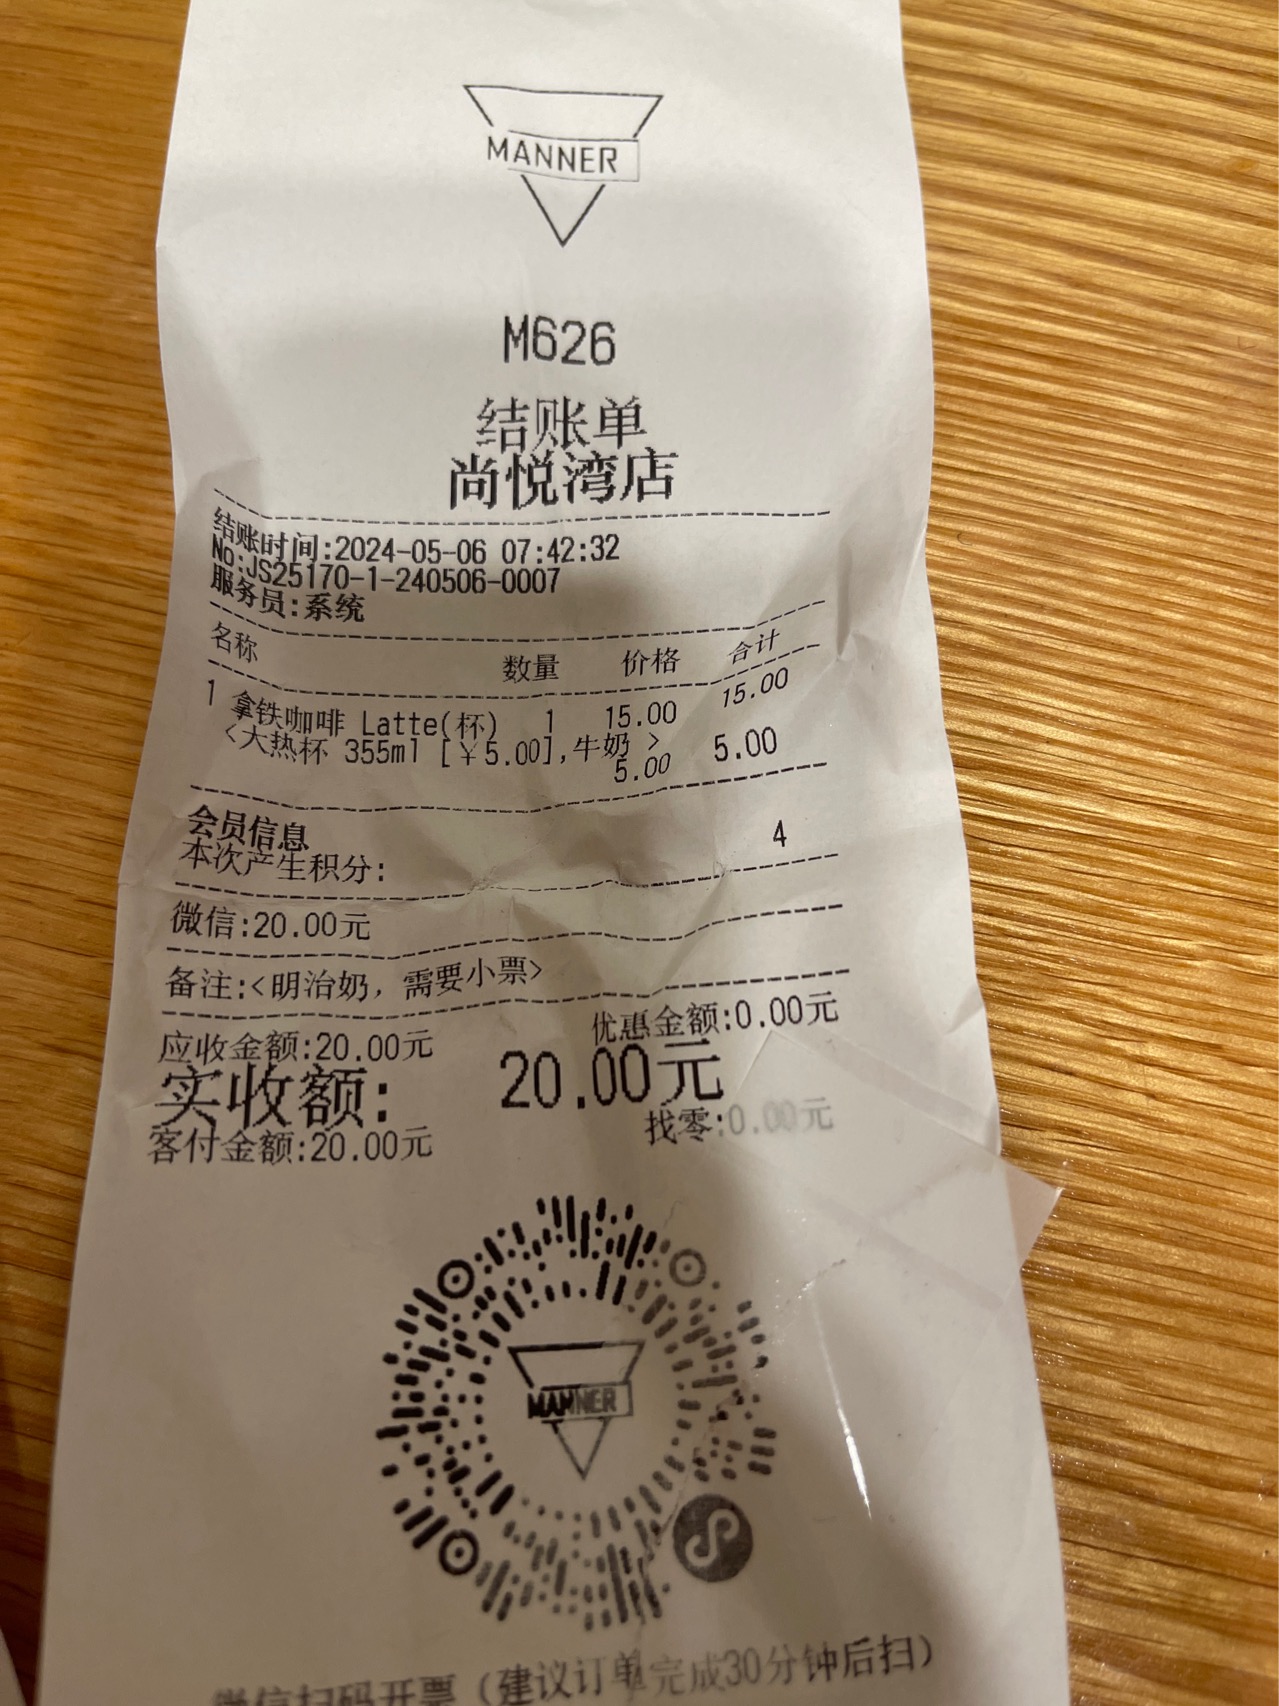 MANNER
M626
结账单
尚悦湾店
结账时间:2024-05-06 07:42:32
No:JS25170-1-240506-0007
服务员:系统
名称 数量 价格 合计
1 拿铁咖啡 Latte(杯) 1 15.00 15.00
<大热杯 355ml [￥5.00],牛奶 >
5.00 5.00
会员信息
本次产生积分: 4
微信:20.00元
备注:<明治奶，需要小票>
应收金额:20.00元 优惠金额:0.00元
实收额: 20.00元
客付金额:20.00元 找零:0.00元
MANNER
微信扫码开票（建议订单完成30分钟后扫）